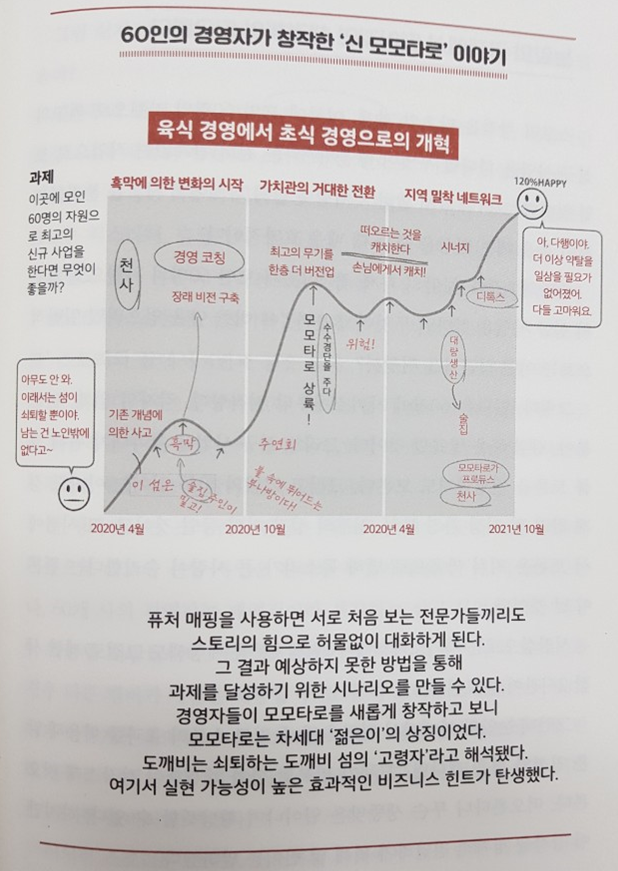 60인의 경영자가 창작한 ‘신 모모타로’ 이야기
육식 경영에서 초식 경영으로의 개혁
과제
이곳에 모인
60명의 자원으
로 최고의
신규 사업을
한다면 무엇이
좋을까?
흑막에 의한 변화의 시작
가치관의 거대한 전환
지역 밀착 네트워크
120%HAPPY
천사
경영 코칭
장래 비전 구축
최고의 무기를
한층 더 버전업
떠오르는 것을
캐치한다
손님에게서 캐치!
시너지
디톡스
아, 다행이야.
더 이상 약탈을
일삼을 필요가
없어졌어.
다들 고마워요.
모모타로 상륙!
수수경단을 주다
위험!
대량생산
술진
아무도 안 와.
이래서는 섬이
쇠퇴할 뿐이야.
남는 건 노인밖에
없다고~
기존 개념에
의한 사고
흑막
이 섬은
술집 주인이
밀고!
주연회
불 속에 뛰어드는
부나방이다!
모모타로가
프로듀스
천사
2020년 4월
2020년 10월
2020년 4월
2021년 10월
퓨처 매핑을 사용하면 서로 처음 보는 전문가들끼리도
스토리의 힘으로 허물없이 대화하게 된다.
그 결과 예상하지 못한 방법을 통해
과제를 달성하기 위한 시나리오를 만들 수 있다.
경영자들이 모모타로를 새롭게 창작하고 보니
모모타로는 차세대 ‘젊은이’의 상징이었다.
도깨비는 쇠퇴하는 도깨비 섬의 ‘고령자’라고 해석됐다.
여기서 실현 가능성이 높은 효과적인 비즈니스 힌트가 탄생했다.